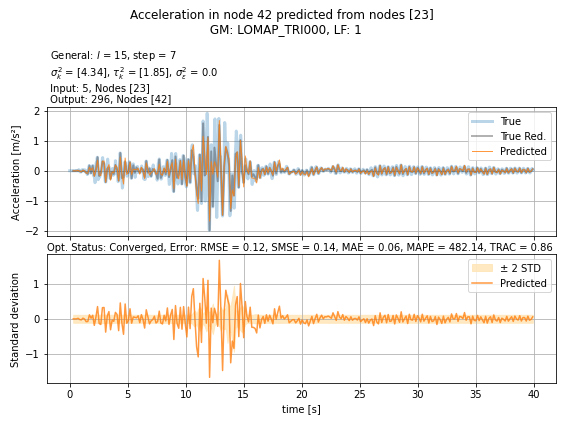 Acceleration in node 42 predicted from nodes [23]
GM: LOMAP_TRI000, LF: 1
General: l = 15, step = 7
σ²ₖ = [4.34], τ²ₖ = [1.85], σ²ε = 0.0
Input: 5, Nodes [23]
Output: 296, Nodes [42]
2
1
0
−1
−2
Acceleration [m/s²]
True
True Red.
Predicted
Opt. Status: Converged, Error: RMSE = 0.12, SMSE = 0.14, MAE = 0.06, MAPE = 482.14, TRAC = 0.86
1
0
−1
Standard deviation
± 2 STD
Predicted
0 5 10 15 20 25 30 35 40
time [s]